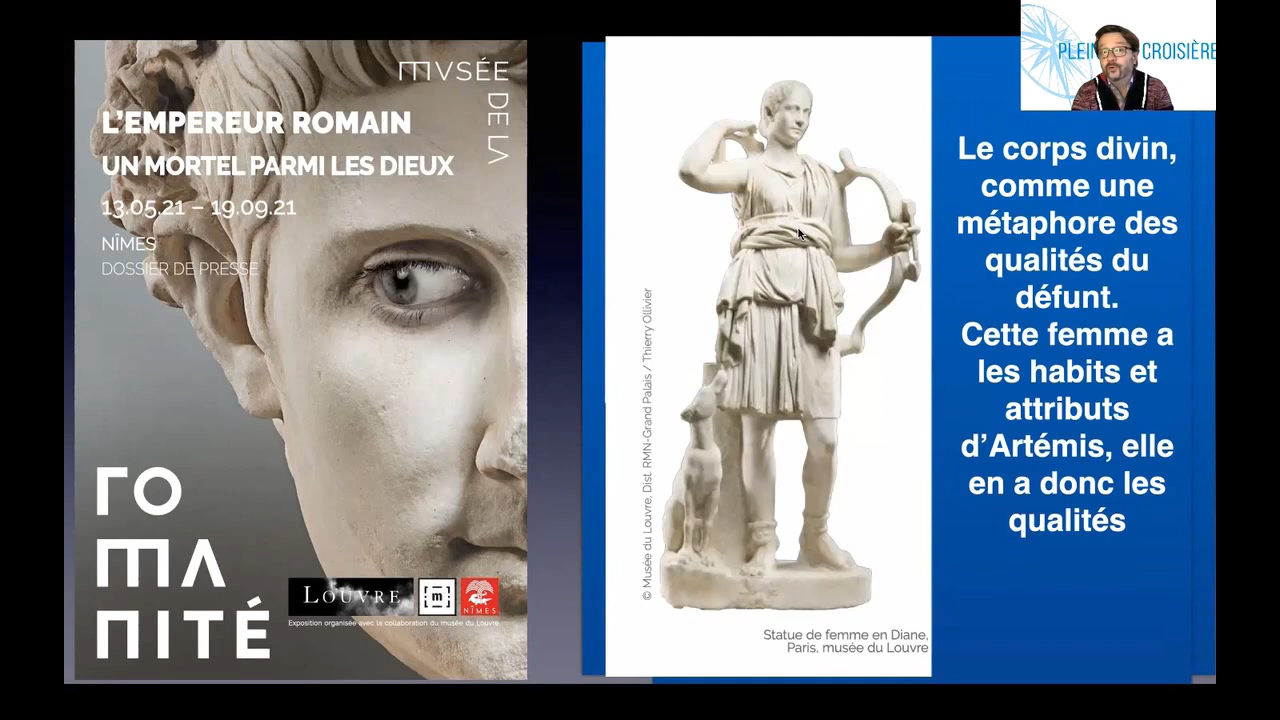 MVSÉE
DE LA
L'EMPEREUR ROMAIN
UN MORTEL PARMI LES DIEUX
13.05.21 – 19.09.21
NÎMES
DOSSIER DE PRESSE
ROMANITÉ
LOUVRE
m
NÎMES
Exposition organisée avec la collaboration du musée du Louvre
© Musée du Louvre, Dist. RMN-Grand Palais / Thierry Ollivier
Statue de femme en Diane,
Paris, musée du Louvre
PLEIN CROISIÈRE
Le corps divin,
comme une
métaphore des
qualités du
défunt.
Cette femme a
les habits et
attributs
d’Artémis, elle
en a donc les
qualités